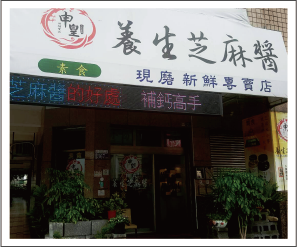 申皇
養生芝麻醬
素食
現磨新鮮專賣店
芝麻醬的好處 補鈣高手